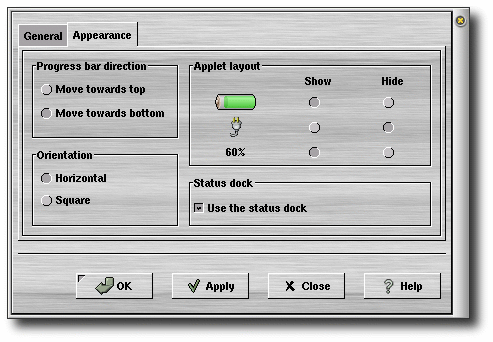 General
Appearance
Progress bar direction
Move towards top
Move towards bottom
Orientation
Horizontal
Square
Applet layout
Show
Hide
60%
Status dock
Use the status dock
OK
Apply
Close
Help